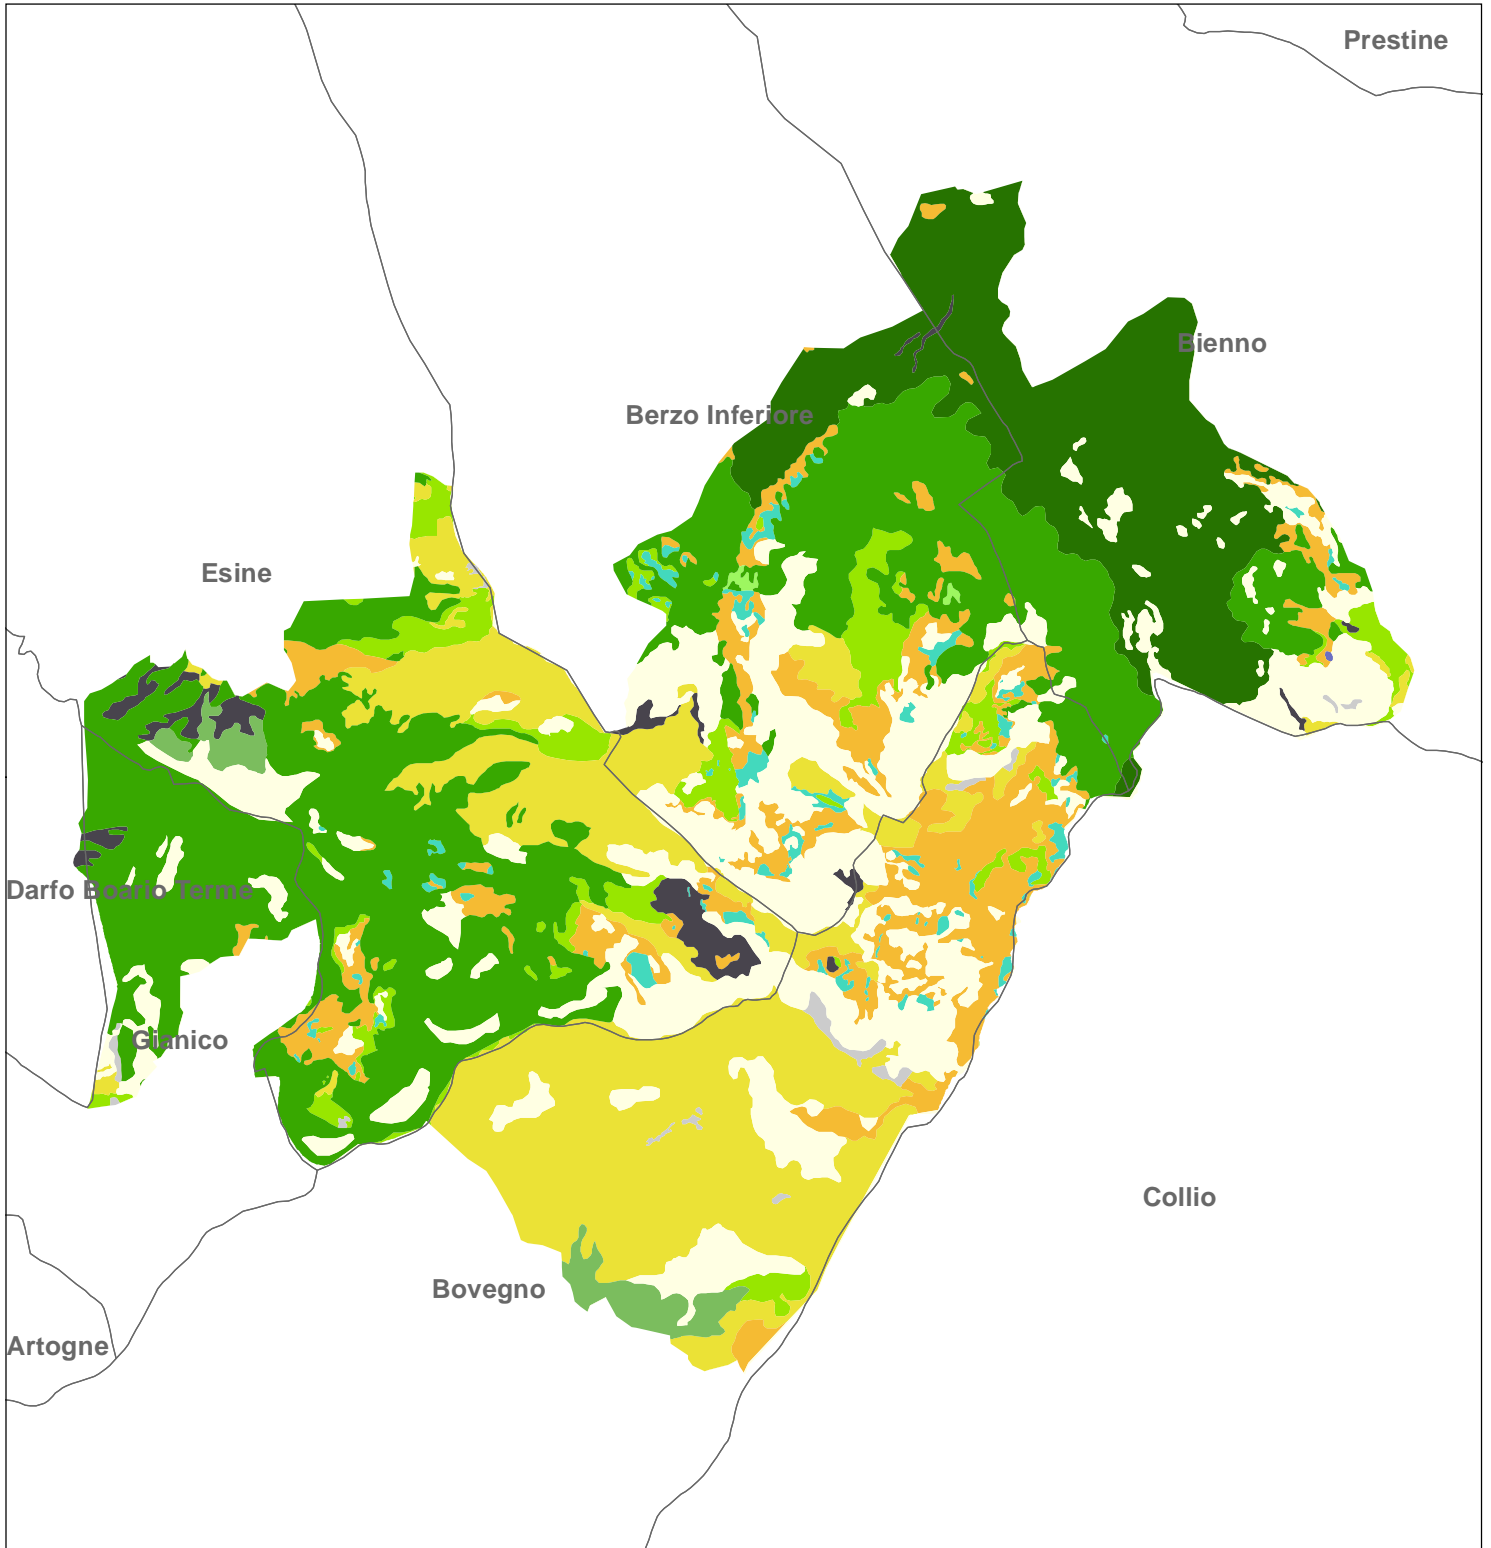 Prestine
Bienno
Berzo Inferiore
Esine
Darfo Boario Terme
Gianico
Collio
Bovegno
Artogne